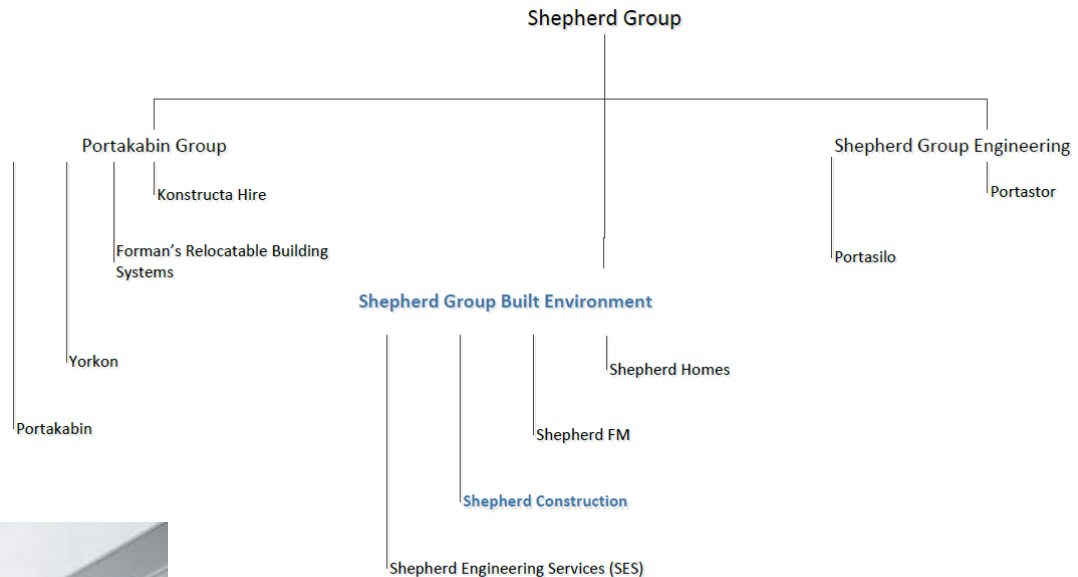 Shepherd Group
Portakabin Group
Shepherd Group Engineering
Konstructa Hire
Portastor
Forman's Relocatable Building
Systems
Portasilo
Shepherd Group Built Environment
Yorkon
Shepherd Homes
Portakabin
Shepherd FM
Shepherd Construction
Shepherd Engineering Services (SES)